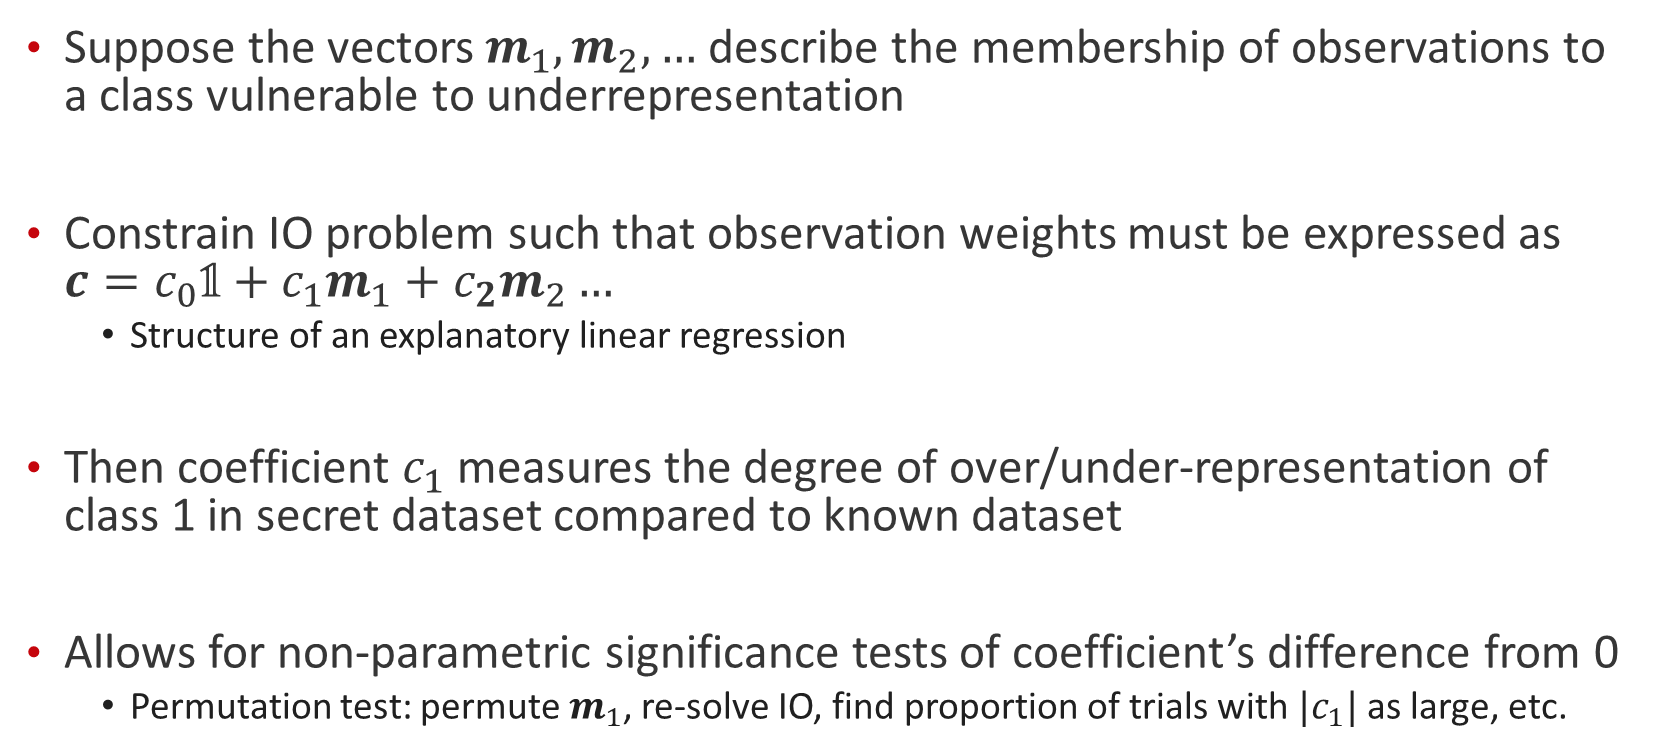 • Suppose the vectors 𝒎₁, 𝒎₂, … describe the membership of observations to
a class vulnerable to underrepresentation
• Constrain IO problem such that observation weights must be expressed as
𝒄 = 𝑐₀𝟙 + 𝑐₁𝒎₁ + 𝑐₂𝒎₂ …
• Structure of an explanatory linear regression
• Then coefficient 𝑐₁ measures the degree of over/under-representation of
class 1 in secret dataset compared to known dataset
• Allows for non-parametric significance tests of coefficient’s difference from 0
• Permutation test: permute 𝒎₁, re-solve IO, find proportion of trials with |𝑐₁| as large, etc.